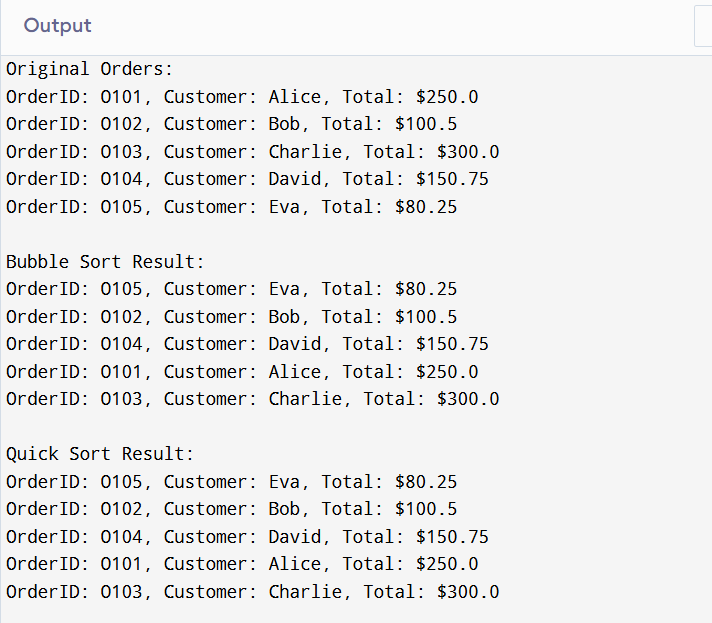 Output
Original Orders:
OrderID: O101, Customer: Alice, Total: $250.0
OrderID: O102, Customer: Bob, Total: $100.5
OrderID: O103, Customer: Charlie, Total: $300.0
OrderID: O104, Customer: David, Total: $150.75
OrderID: O105, Customer: Eva, Total: $80.25
Bubble Sort Result:
OrderID: O105, Customer: Eva, Total: $80.25
OrderID: O102, Customer: Bob, Total: $100.5
OrderID: O104, Customer: David, Total: $150.75
OrderID: O101, Customer: Alice, Total: $250.0
OrderID: O103, Customer: Charlie, Total: $300.0
Quick Sort Result:
OrderID: O105, Customer: Eva, Total: $80.25
OrderID: O102, Customer: Bob, Total: $100.5
OrderID: O104, Customer: David, Total: $150.75
OrderID: O101, Customer: Alice, Total: $250.0
OrderID: O103, Customer: Charlie, Total: $300.0